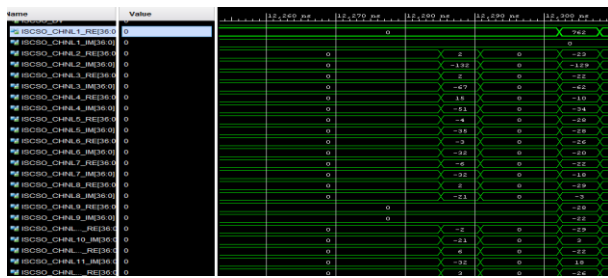 Name Value 12,260 ns 12,270 ns 12,280 ns 12,290 ns 12,300 ns
ISCSO_CHNL1_RE[36:0 0 0 762
ISCSO_CHNL1_IM[36:0] 0 0
ISCSO_CHNL2_RE[36:0 0 0 2 0 -23
ISCSO_CHNL2_IM[36:0] 0 0 -132 0 -129
ISCSO_CHNL3_RE[36:0 0 0 2 0 -22
ISCSO_CHNL3_IM[36:0] 0 0 -67 0 -62
ISCSO_CHNL4_RE[36:0 0 0 15 0 -10
ISCSO_CHNL4_IM[36:0] 0 0 -51 0 -34
ISCSO_CHNL5_RE[36:0 0 0 -4 0 -28
ISCSO_CHNL5_IM[36:0] 0 0 -35 0 -28
ISCSO_CHNL6_RE[36:0 0 0 -3 0 -26
ISCSO_CHNL6_IM[36:0] 0 0 -32 0 -20
ISCSO_CHNL7_RE[36:0 0 0 -6 0 -22
ISCSO_CHNL7_IM[36:0] 0 0 -32 0 -18
ISCSO_CHNL8_RE[36:0 0 0 2 0 -29
ISCSO_CHNL8_IM[36:0] 0 0 -21 0 -3
ISCSO_CHNL9_RE[36:0 0 0 -28
ISCSO_CHNL9_IM[36:0] 0 0 -22
ISCSO_CHNL..._RE[36:0 0 0 -2 0 -29
ISCSO_CHNL10_IM[36:0 0 0 -21 0 3
ISCSO_CHNL..._RE[36:0 0 0 6 0 -22
ISCSO_CHNL11_IM[36:0 0 0 -32 0 18
ISCSO_CHNL..._RE[36:0 0 0 3 0 -26